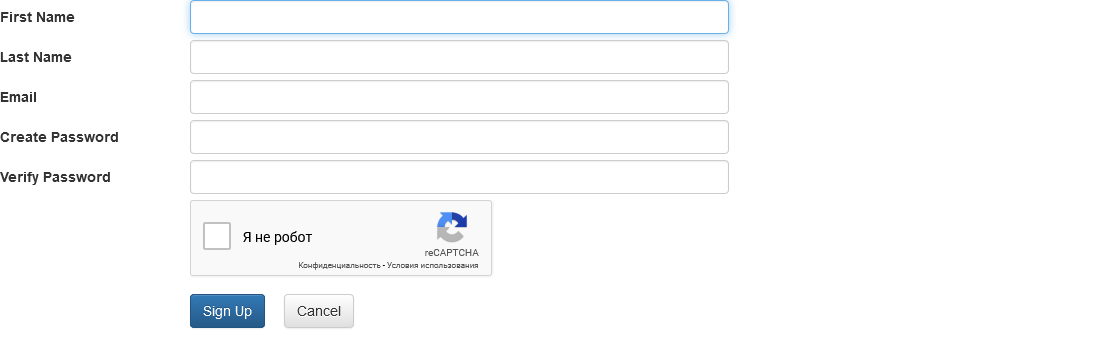 First Name
Last Name
Email
Create Password
Verify Password
Я не робот
reCAPTCHA
Конфиденциальность - Условия использования
Sign Up Cancel